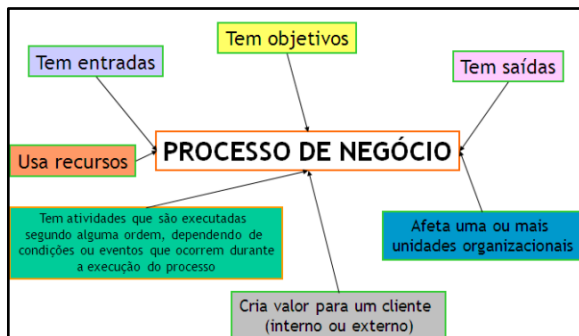 Tem objetivos
Tem entradas
Tem saídas
PROCESSO DE NEGÓCIO
Usa recursos
Tem atividades que são executadas
segundo alguma ordem, dependendo de
condições ou eventos que ocorrem durante
a execução do processo
Afeta uma ou mais
unidades organizacionais
Cria valor para um cliente
(interno ou externo)